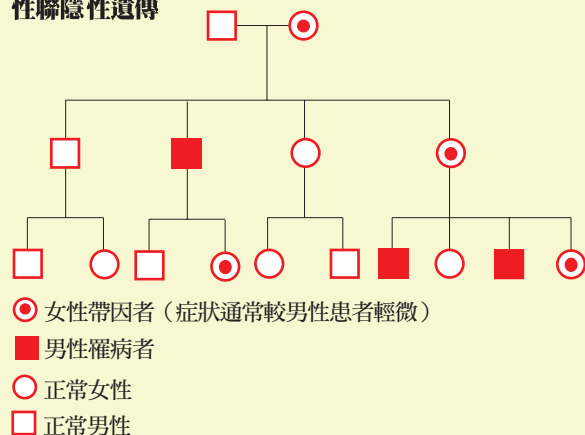 性聯隱性遺傳
女性帶因者（症狀通常較男性患者輕微）
男性罹病者
正常女性
正常男性